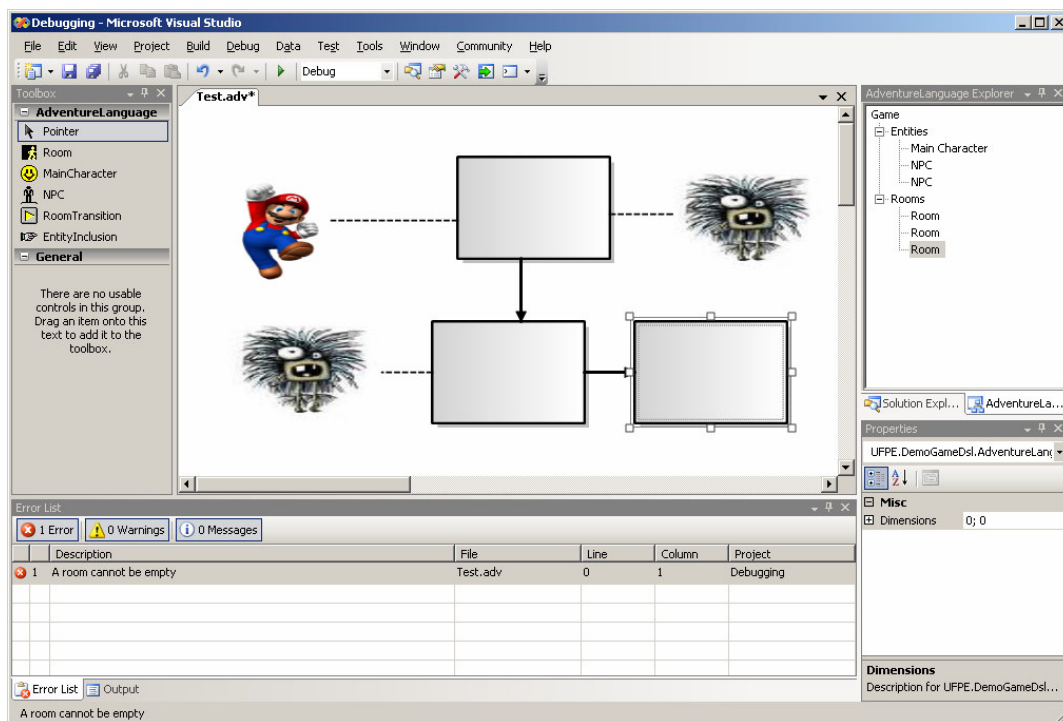 Debugging - Microsoft Visual Studio
File Edit View Project Build Debug Data Test Tools Window Community Help
Debug
Toolbox
AdventureLanguage
Pointer
Room
MainCharacter
NPC
RoomTransition
EntityInclusion
General
There are no usable
controls in this group.
Drag an item onto this
text to add it to the
toolbox.
Test.adv*
AdventureLanguage Explorer
Game
Entities
Main Character
NPC
NPC
Rooms
Room
Room
Room
Solution Expl... AdventureLa...
Properties
UFPE.DemoGameDsl.AdventureLang
Misc
Dimensions 0; 0
Dimensions
Description for UFPE.DemoGameDsl...
Error List
1 Error 0 Warnings 0 Messages
Description File Line Column Project
1 A room cannot be empty Test.adv 0 1 Debugging
Error List Output
A room cannot be empty